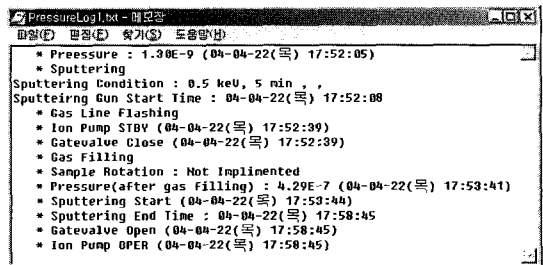 PressureLog1.txt - 메모장
파일(F) 편집(E) 찾기(S) 도움말(H)
* Preessure : 1.30E-9 (04-04-22(목) 17:52:05)
* Sputtering
Sputtering Condition : 0.5 keV, 5 min , ,
Sputteirng Gun Start Time : 04-04-22(목) 17:52:08
* Gas Line Flashing
* Ion Pump STBY (04-04-22(목) 17:52:39)
* Gatevalve Close (04-04-22(목) 17:52:39)
* Gas Filling
* Sample Rotation : Not Implimented
* Pressure(after gas filling) : 4.29E-7 (04-04-22(목) 17:53:41)
* Sputtering Start (04-04-22(목) 17:53:44)
* Sputtering End Time : 04-04-22(목) 17:58:45
* Gatevalve Open (04-04-22(목) 17:58:45)
* Ion Pump OPER (04-04-22(목) 17:58:45)